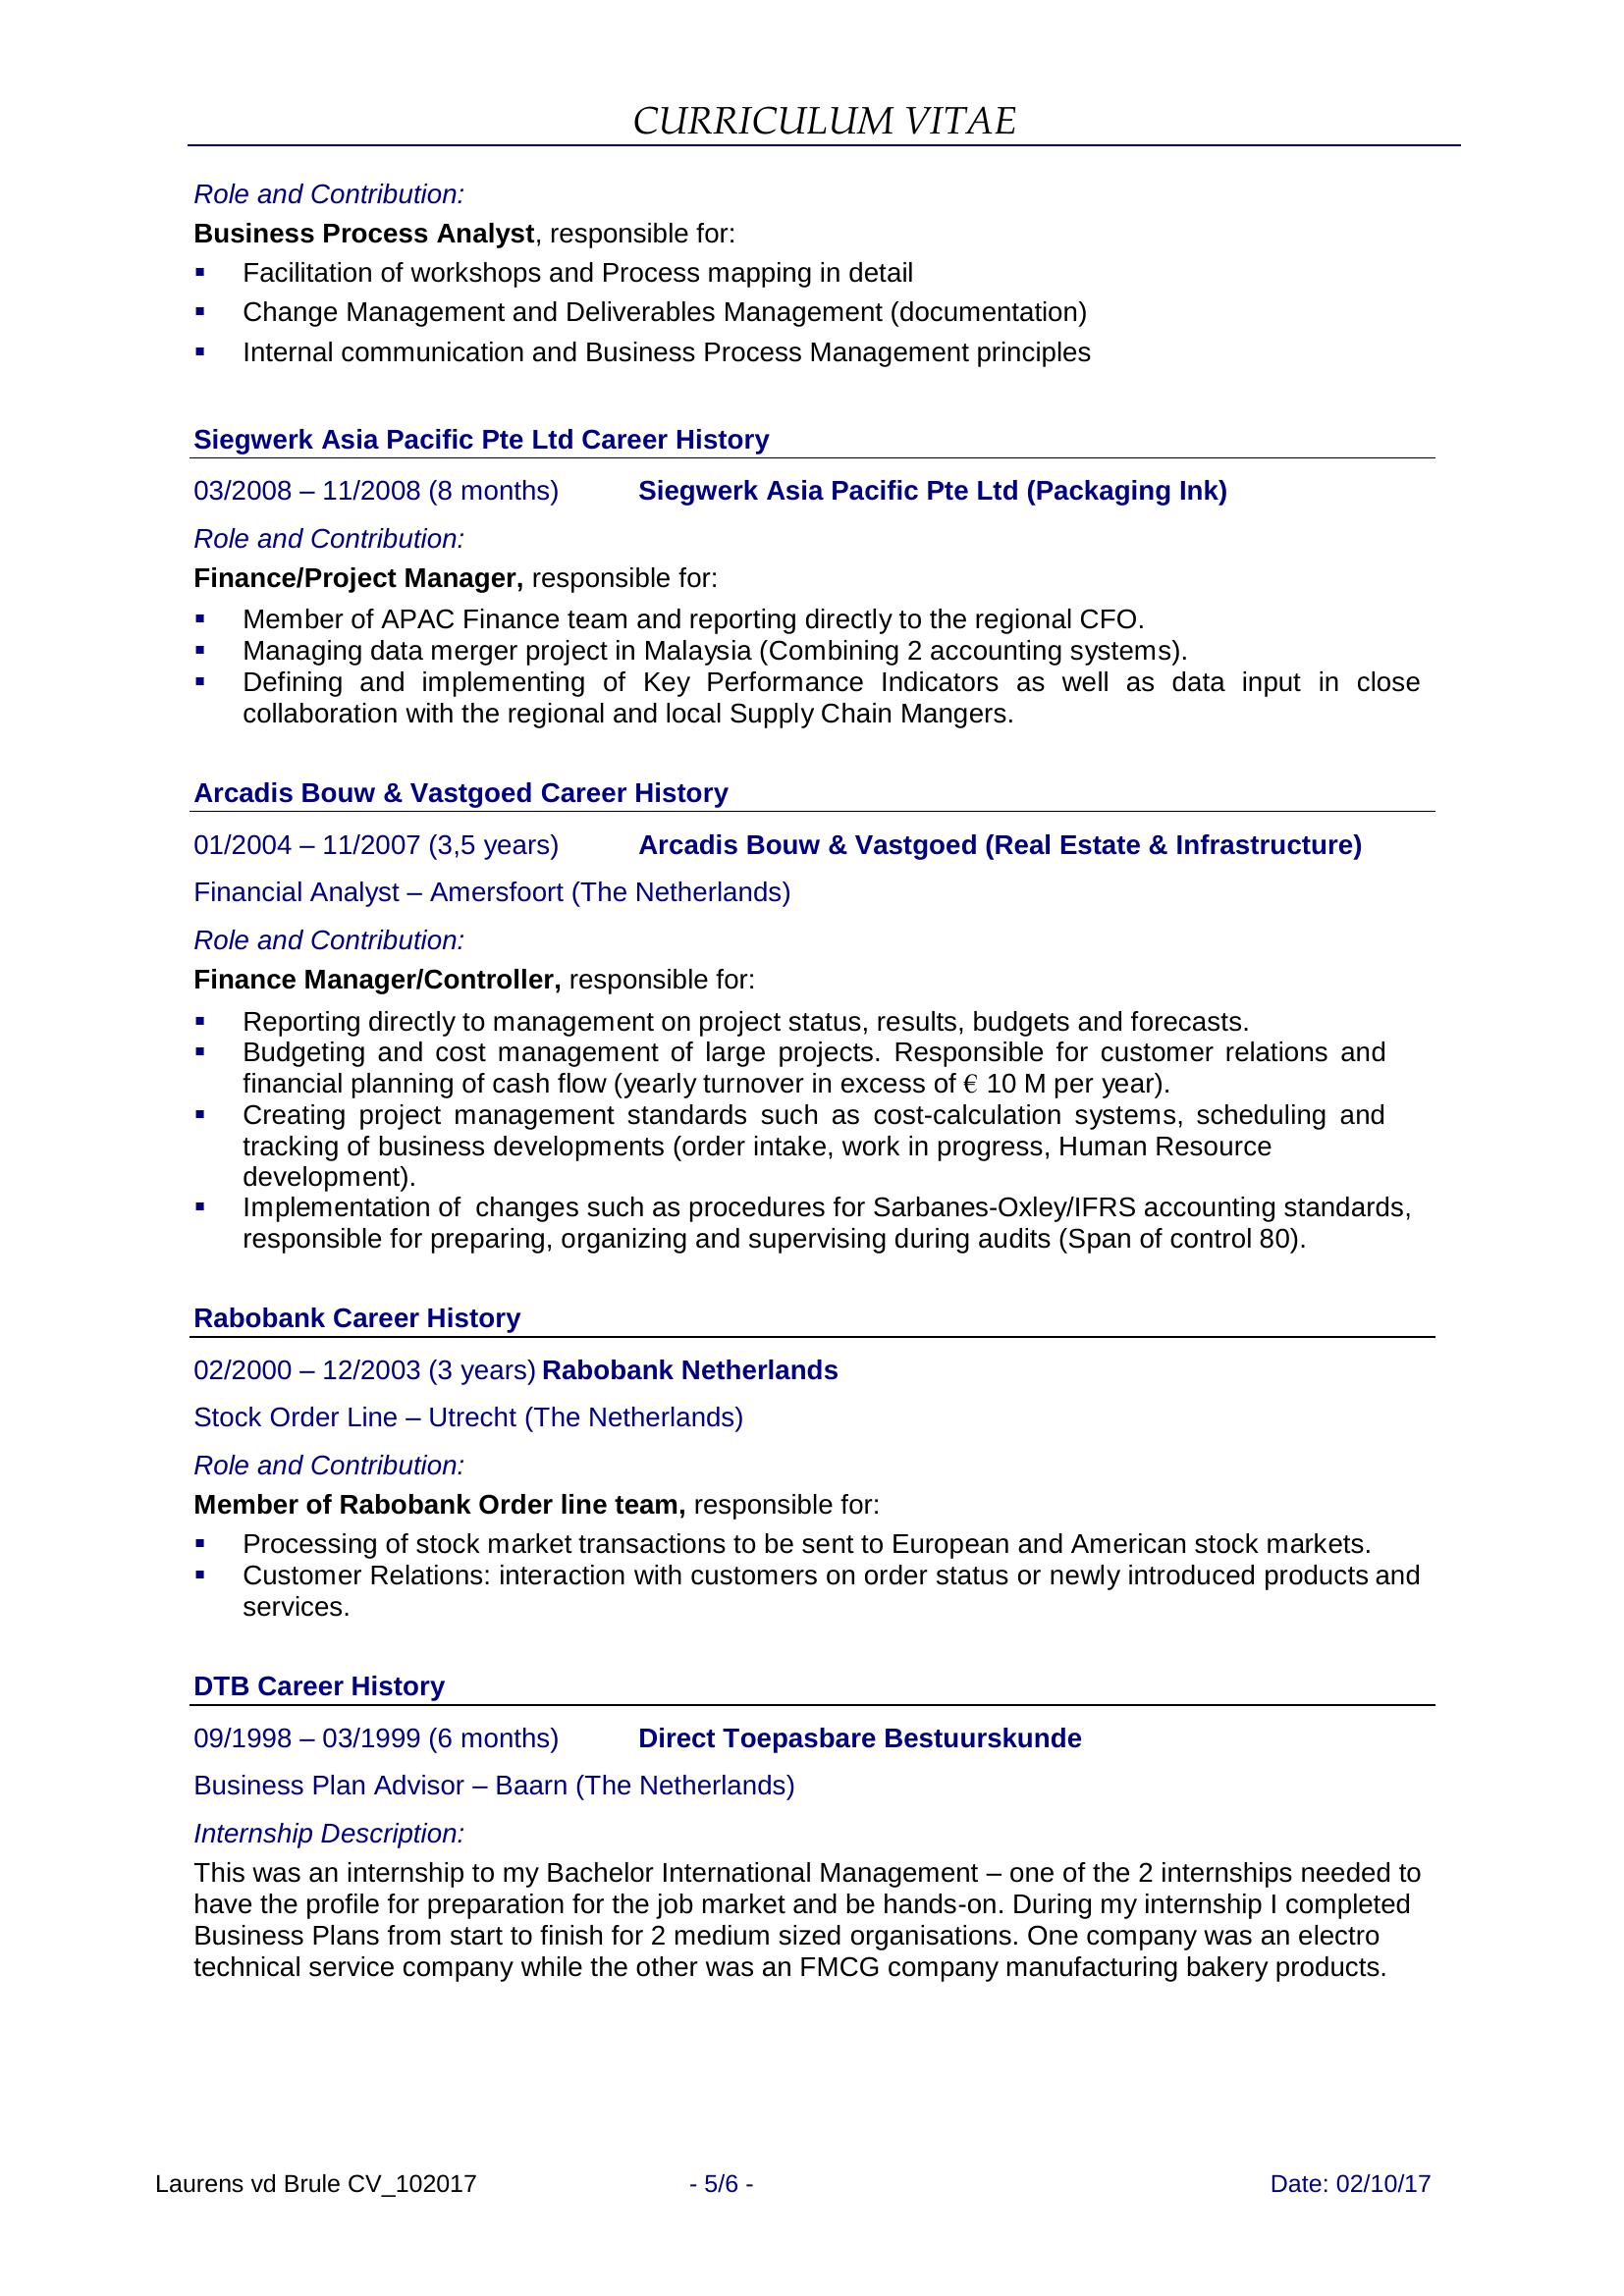 CURRICULUM VITAE
Role and Contribution:
Business Process Analyst, responsible for:
▪ Facilitation of workshops and Process mapping in detail
▪ Change Management and Deliverables Management (documentation)
▪ Internal communication and Business Process Management principles
Siegwerk Asia Pacific Pte Ltd Career History
03/2008 – 11/2008 (8 months) Siegwerk Asia Pacific Pte Ltd (Packaging Ink)
Role and Contribution:
Finance/Project Manager, responsible for:
▪ Member of APAC Finance team and reporting directly to the regional CFO.
▪ Managing data merger project in Malaysia (Combining 2 accounting systems).
▪ Defining and implementing of Key Performance Indicators as well as data input in close
collaboration with the regional and local Supply Chain Mangers.
Arcadis Bouw & Vastgoed Career History
01/2004 – 11/2007 (3,5 years) Arcadis Bouw & Vastgoed (Real Estate & Infrastructure)
Financial Analyst – Amersfoort (The Netherlands)
Role and Contribution:
Finance Manager/Controller, responsible for:
▪ Reporting directly to management on project status, results, budgets and forecasts.
▪ Budgeting and cost management of large projects. Responsible for customer relations and
financial planning of cash flow (yearly turnover in excess of € 10 M per year).
▪ Creating project management standards such as cost-calculation systems, scheduling and
tracking of business developments (order intake, work in progress, Human Resource
development).
▪ Implementation of  changes such as procedures for Sarbanes-Oxley/IFRS accounting standards,
responsible for preparing, organizing and supervising during audits (Span of control 80).
Rabobank Career History
02/2000 – 12/2003 (3 years) Rabobank Netherlands
Stock Order Line – Utrecht (The Netherlands)
Role and Contribution:
Member of Rabobank Order line team, responsible for:
▪ Processing of stock market transactions to be sent to European and American stock markets.
▪ Customer Relations: interaction with customers on order status or newly introduced products and
services.
DTB Career History
09/1998 – 03/1999 (6 months) Direct Toepasbare Bestuurskunde
Business Plan Advisor – Baarn (The Netherlands)
Internship Description:
This was an internship to my Bachelor International Management – one of the 2 internships needed to
have the profile for preparation for the job market and be hands-on. During my internship I completed
Business Plans from start to finish for 2 medium sized organisations. One company was an electro
technical service company while the other was an FMCG company manufacturing bakery products.
Laurens vd Brule CV_102017 - 5/6 - Date: 02/10/17